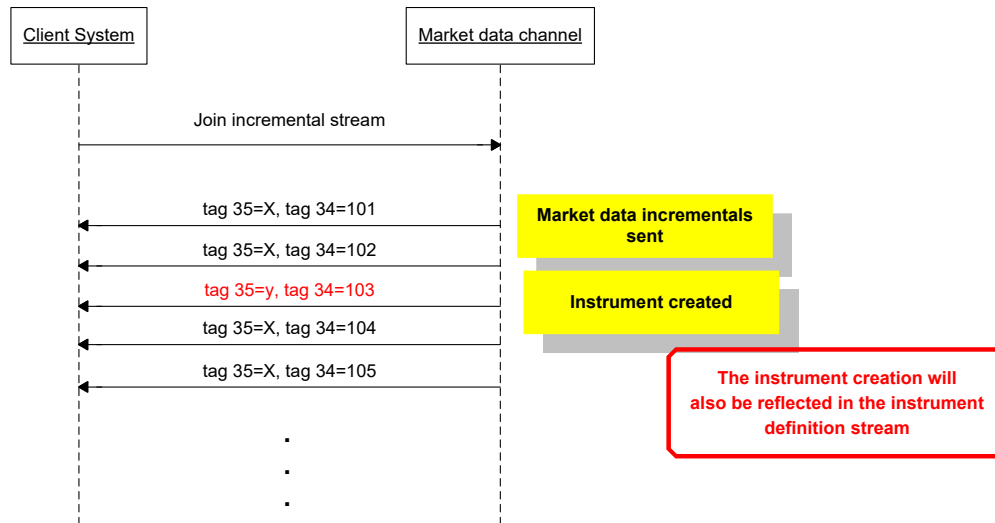 Client System
Market data channel
Join incremental stream
tag 35=X, tag 34=101
Market data incrementals
sent
tag 35=X, tag 34=102
tag 35=y, tag 34=103
Instrument created
tag 35=X, tag 34=104
tag 35=X, tag 34=105
The instrument creation will
also be reflected in the instrument
definition stream
.
.
.